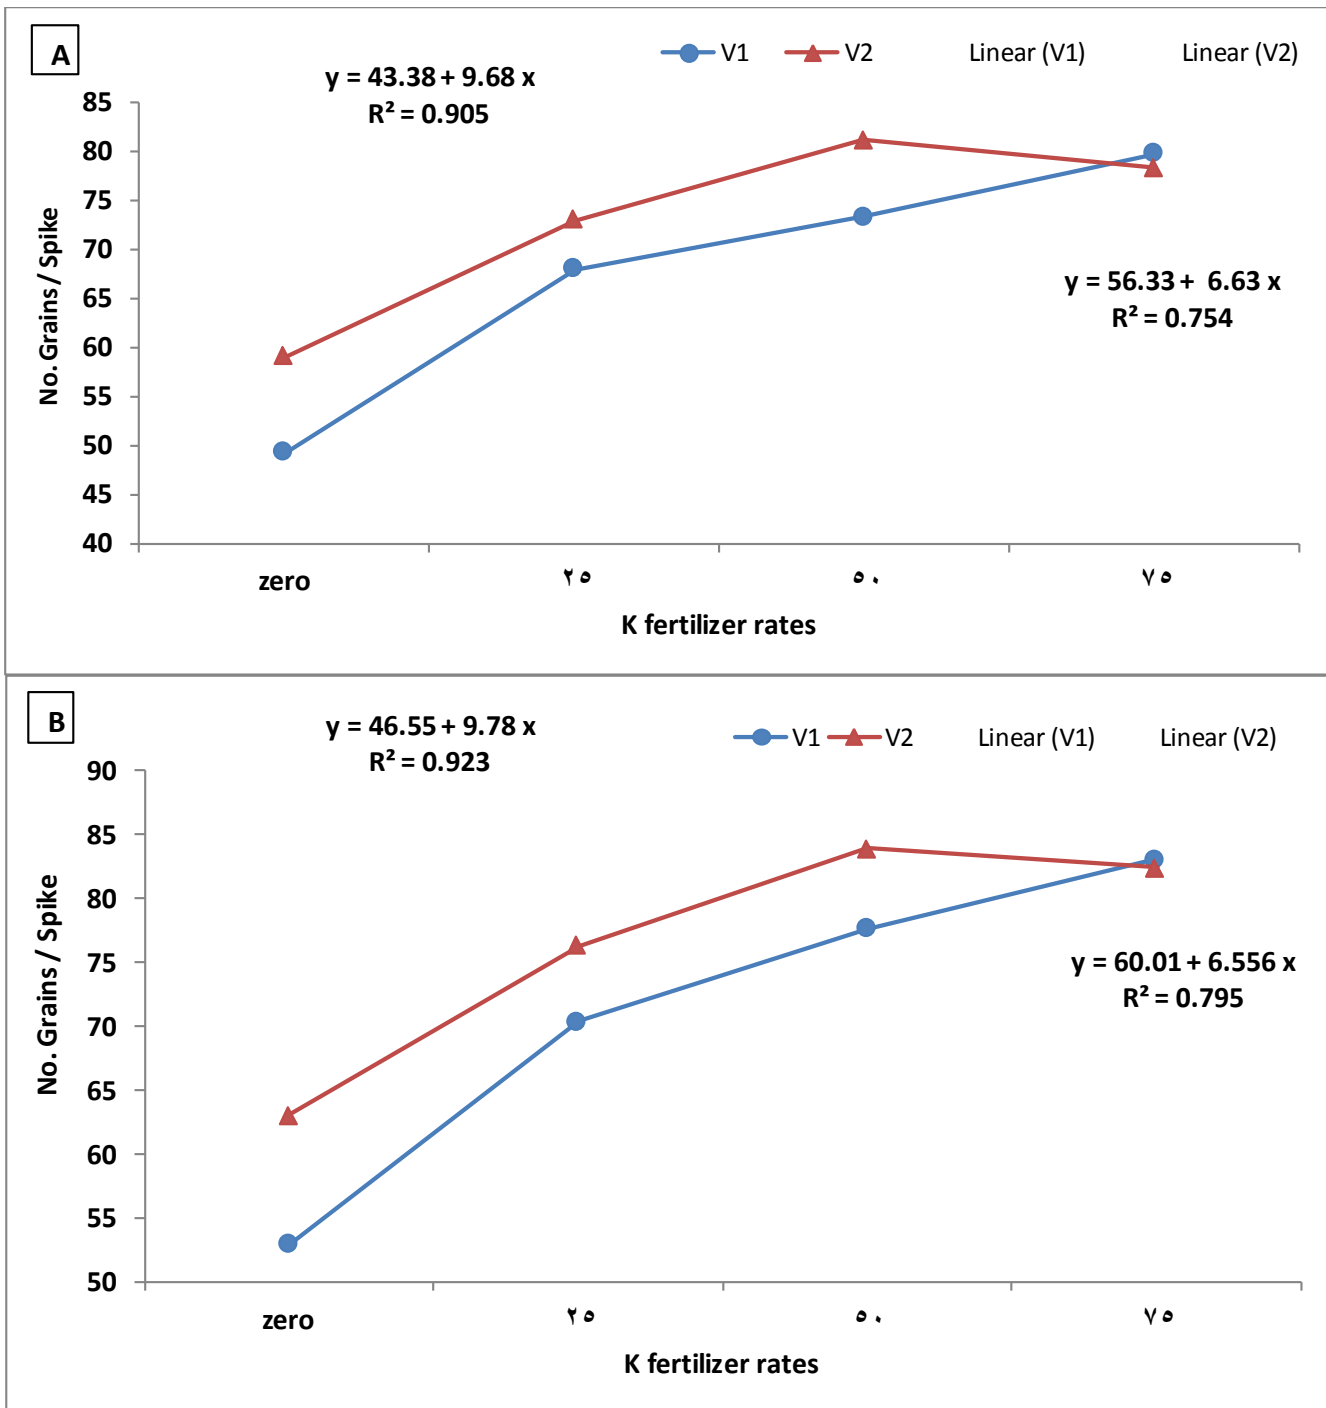 A
V1 V2 Linear (V1) Linear (V2)
y = 43.38 + 9.68 x
R² = 0.905
85
80
75
70
65
60
55
50
45
40
No. Grains / Spike
y = 56.33 + 6.63 x
R² = 0.754
zero ٢٥ ٥٠ ٧٥
K fertilizer rates
B
y = 46.55 + 9.78 x
R² = 0.923
V1 V2 Linear (V1) Linear (V2)
90
85
80
75
70
65
60
55
50
No. Grains / Spike
y = 60.01 + 6.556 x
R² = 0.795
zero ٢٥ ٥٠ ٧٥
K fertilizer rates